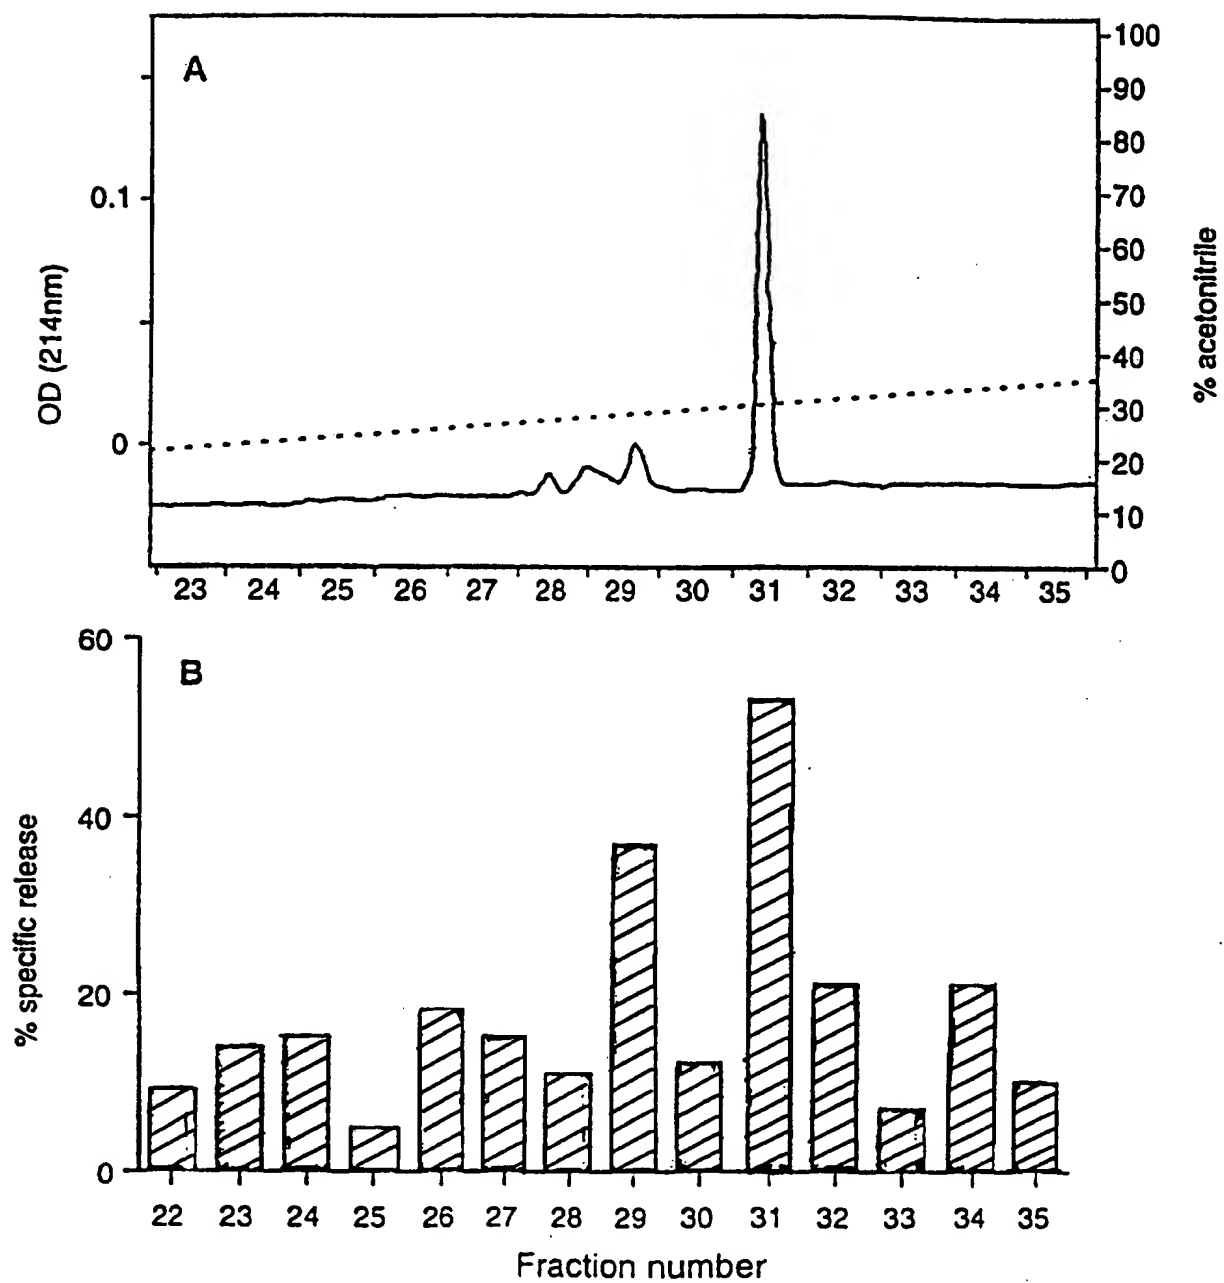 A
OD (214nm)
0.1
0
100
90
80
70
60
50
40
30
20
10
0
% acetonitrile
23 24 25 26 27 28 29 30 31 32 33 34 35
B
% specific release
60
40
20
0
22 23 24 25 26 27 28 29 30 31 32 33 34 35
Fraction number